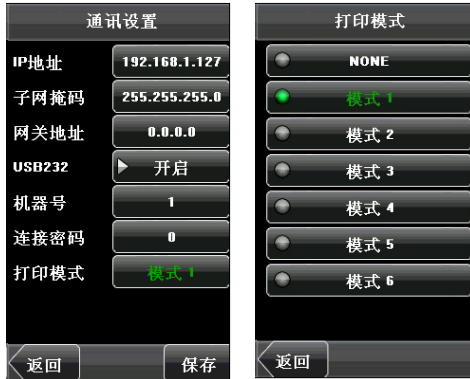 通讯设置
IP地址 192.168.1.127
子网掩码 255.255.255.0
网关地址 0.0.0.0
USB232 开启
机器号 1
连接密码 0
打印模式 模式 1
返回 保存
打印模式
NONE
模式 1
模式 2
模式 3
模式 4
模式 5
模式 6
返回